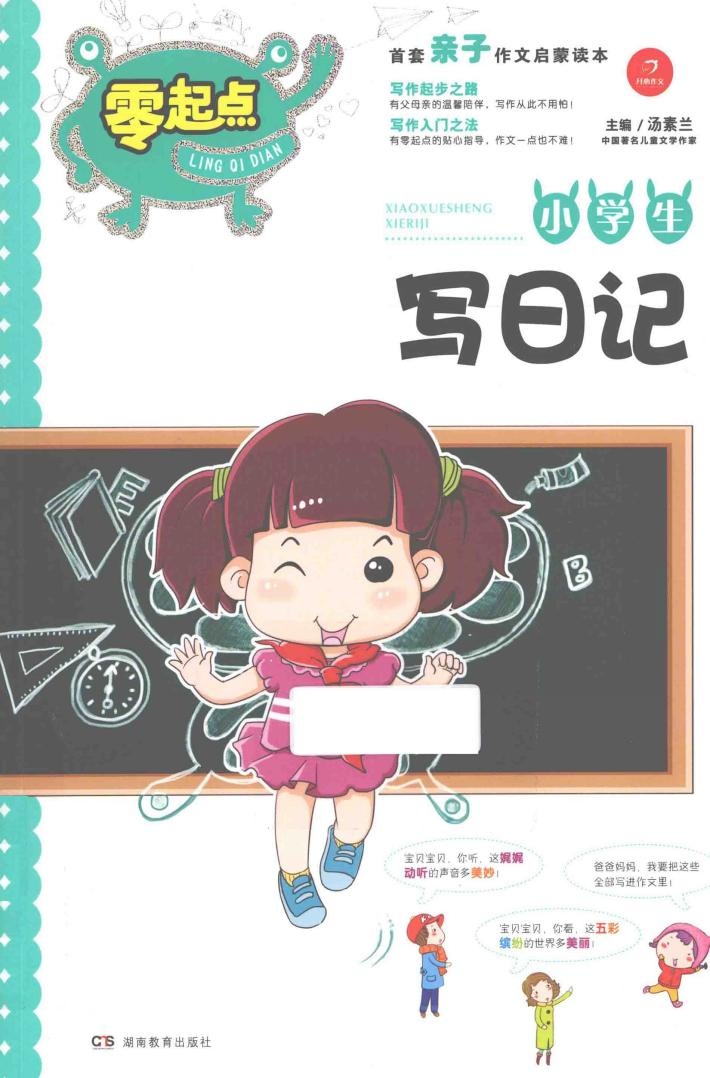 零起点
LING QI DIAN
首套亲子作文启蒙读本
写作起步之路
有父母亲的温馨陪伴，写作从此不用怕！
写作入门之法
有零起点的贴心指导，作文一点也不难！
开心作文
主编/汤素兰
中国著名儿童文学作家
XIAOXUESHENG
XIERIJI
小学生
写日记
E
B
宝贝宝贝，你听，这娓娓
动听的声音多美妙！
爸爸妈妈，我要把这些
全部写进作文里！
宝贝宝贝，你看，这五彩
缤纷的世界多美丽！
湖南教育出版社